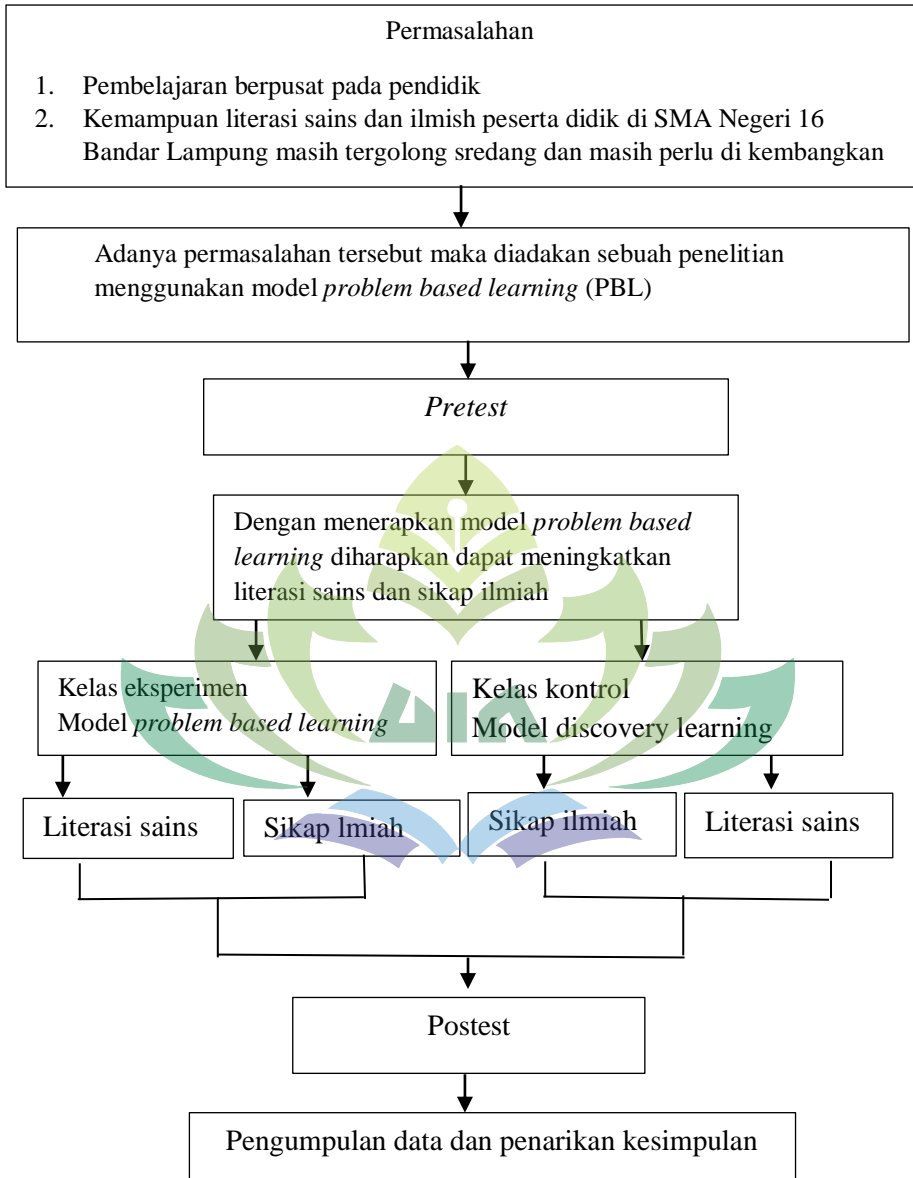 Permasalahan
1. Pembelajaran berpusat pada pendidik
2. Kemampuan literasi sains dan ilmish peserta didik di SMA Negeri 16
Bandar Lampung masih tergolong sredang dan masih perlu di kembangkan
Adanya permasalahan tersebut maka diadakan sebuah penelitian
menggunakan model problem based learning (PBL)
Pretest
Dengan menerapkan model problem based
learning diharapkan dapat meningkatkan
literasi sains dan sikap ilmiah
Kelas eksperimen
Model problem based learning
Kelas kontrol
Model discovery learning
Literasi sains
Sikap lmiah
Sikap ilmiah
Literasi sains
Postest
Pengumpulan data dan penarikan kesimpulan